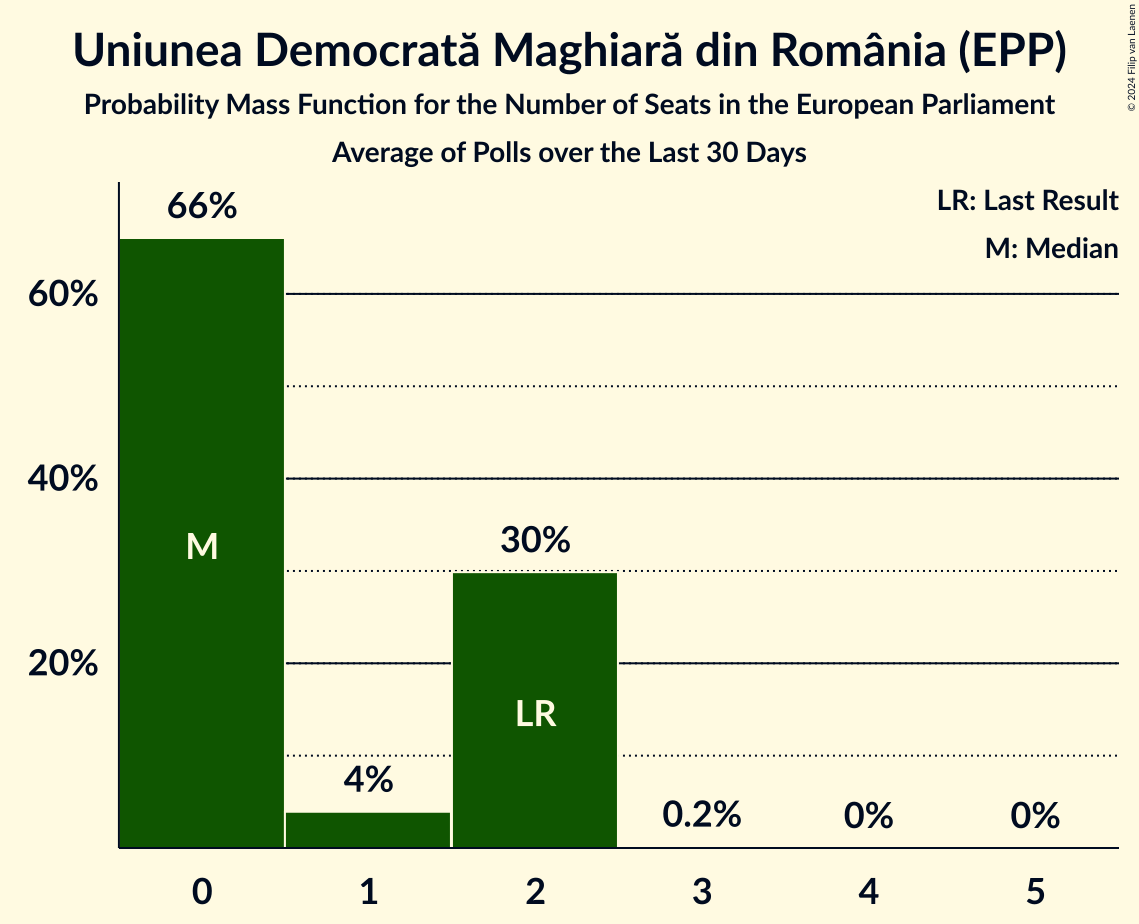 Uniunea Democrată Maghiară din România (EPP)
Probability Mass Function for the Number of Seats in the European Parliament
Average of Polls over the Last 30 Days
© 2024 Filip van Laenen
LR: Last Result
M: Median
66%
60%
40%
20%
M
30%
LR
4%
0.2%
0%
0%
0
1
2
3
4
5